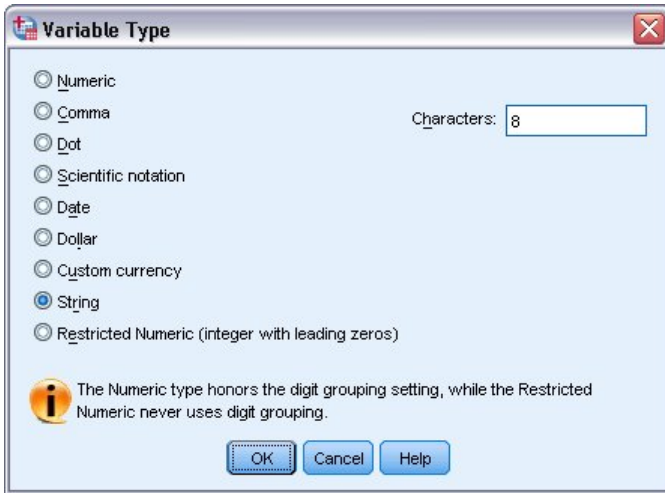 Variable Type
Numeric
Comma
Characters: 8
Dot
Scientific notation
Date
Dollar
Custom currency
String
Restricted Numeric (integer with leading zeros)
The Numeric type honors the digit grouping setting, while the Restricted
Numeric never uses digit grouping.
OK Cancel Help